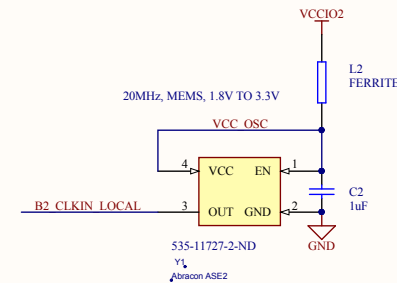 VCCIO2
L2
FERRITE
20MHz, MEMS, 1.8V TO 3.3V
VCC_OSC
4 VCC EN 1
C2
1uF
B2_CLKIN_LOCAL 3 OUT GND 2
GND
535-11727-2-ND
Y1
Abracon ASE2